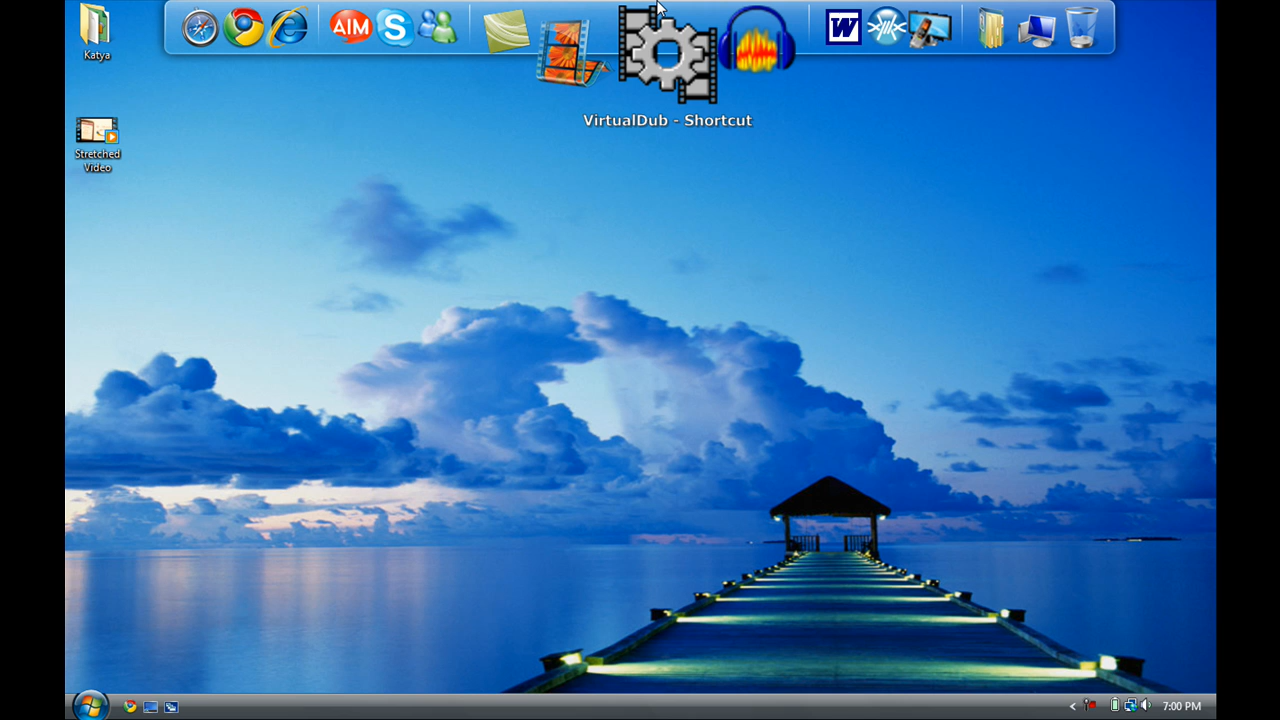 AIM
W
Katya
VirtualDub - Shortcut
Stretched
Video
7:00 PM